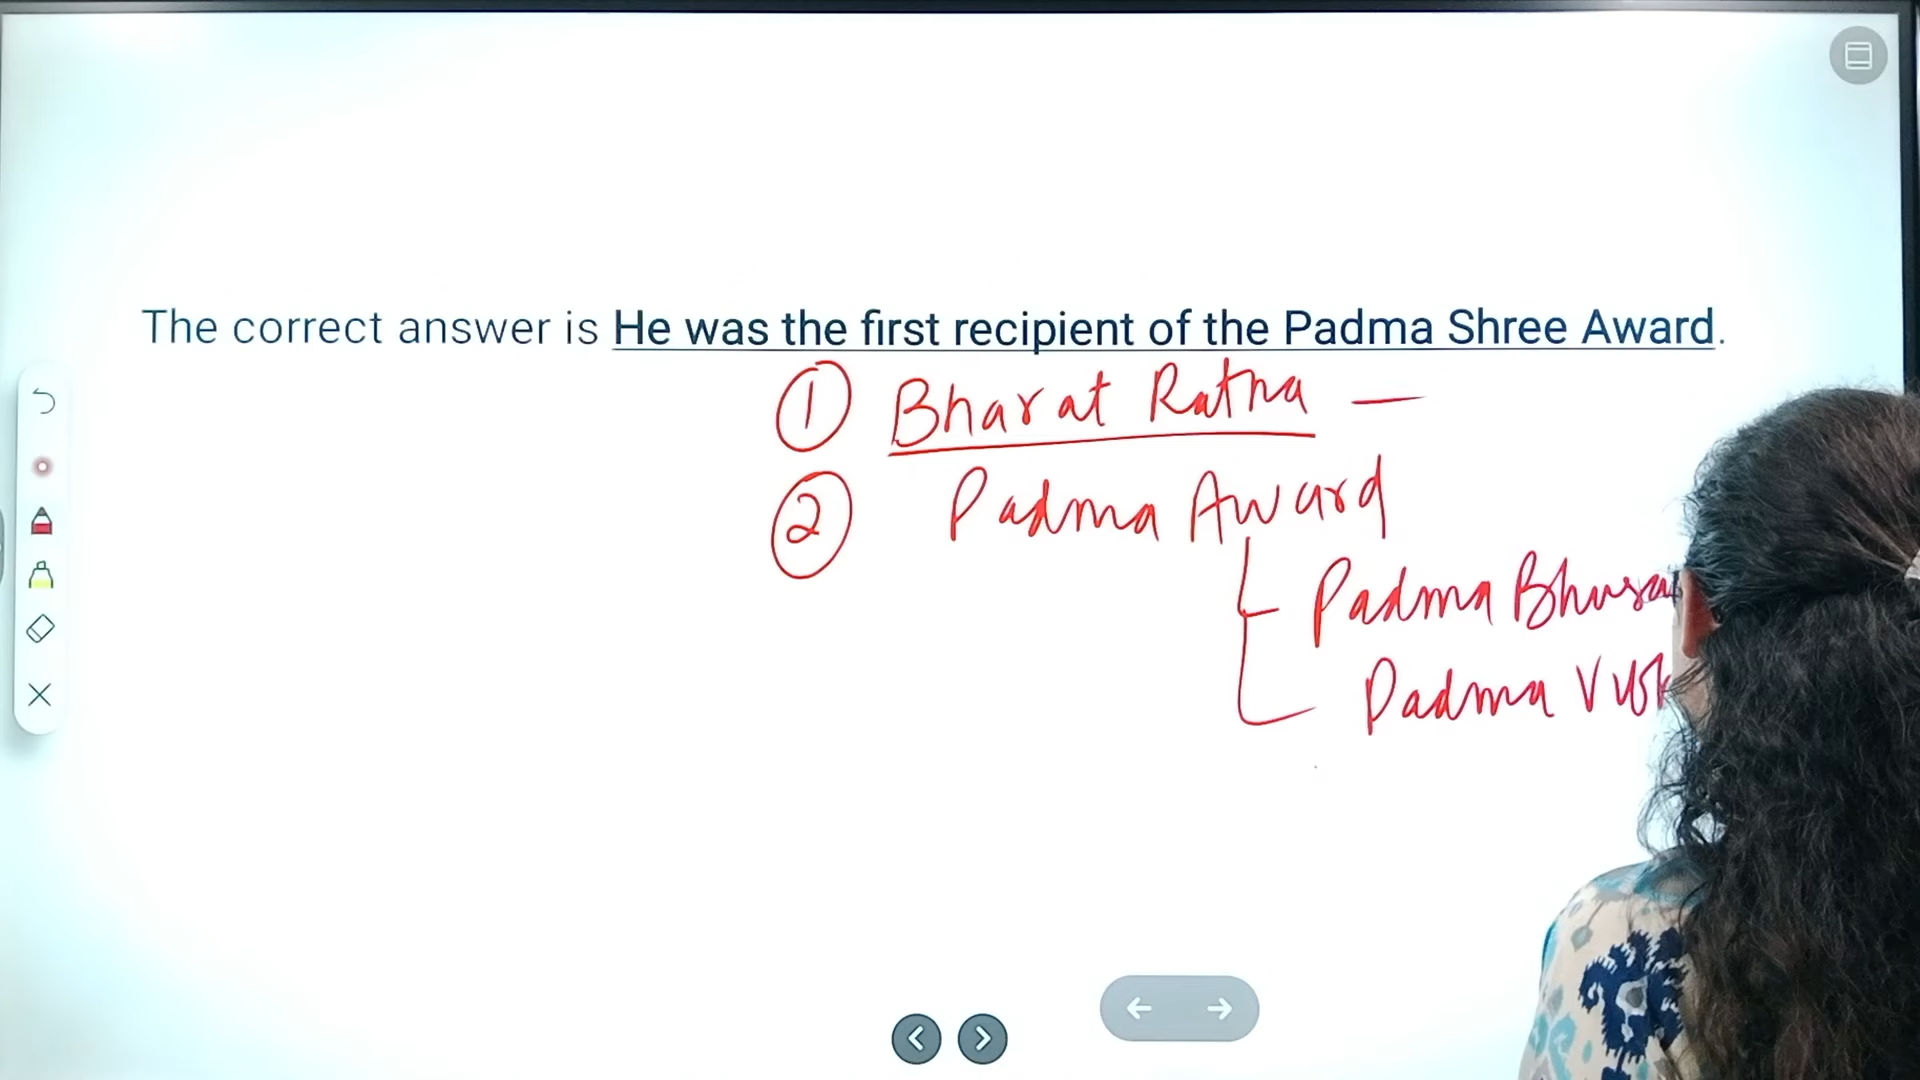 The correct answer is He was the first recipient of the Padma Shree Award.
1 Bharat Ratna —
2 Padma Award
Padma
Padma